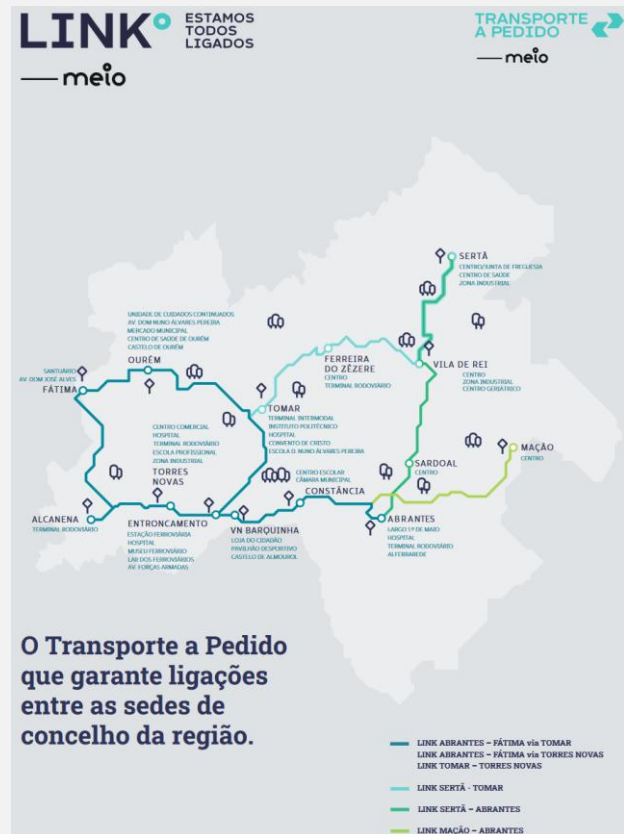 LINK°
ESTAMOS
TODOS
LIGADOS
meio
TRANSPORTE
A PEDIDO
meio
SERTÃ
CENTRO/JUNTA DE FREGUESIA
CENTRO DE SAÚDE
ZONA INDUSTRIAL
UNIDADE DE CUIDADOS CONTINUADOS
AV. DOM NUNO ÁLVARES PEREIRA
MERCADO MUNICIPAL
CENTRO DE SAÚDE DE OURÉM
CASTELO DE OURÉM
OURÉM
SANTUÁRIO
AV. DOM JOSÉ ALVES
FÁTIMA
FERREIRA
DO ZÊZERE
CENTRO
TERMINAL RODOVIÁRIO
VILA DE REI
CENTRO
ZONA INDUSTRIAL
CENTRO GERIÁTRICO
TOMAR
TERMINAL INTERMODAL
INSTITUTO POLITÉCNICO
HOSPITAL
CONVENTO DE CRISTO
ESCOLA D. NUNO ÁLVARES PEREIRA
CENTRO COMERCIAL
HOSPITAL
TERMINAL RODOVIÁRIO
ESCOLA PROFISSIONAL
ZONA INDUSTRIAL
TORRES
NOVAS
MAÇÃO
CENTRO
SARDOAL
CENTRO
CENTRO ESCOLAR
CÂMARA MUNICIPAL
CONSTÂNCIA
ALCANENA
TERMINAL RODOVIÁRIO
ENTRONCAMENTO
ESTAÇÃO FERROVIÁRIA
HOSPITAL
MUSEU FERROVIÁRIO
LAR DOS FERROVIÁRIOS
AV. FORÇAS ARMADAS
VN BARQUINHA
LOJA DO CIDADÃO
PAVILHÃO DESPORTIVO
CASTELO DE ALMOUROL
ABRANTES
LARGO 1º DE MAIO
HOSPITAL
TERMINAL RODOVIÁRIO
ALFERRAREDE
O Transporte a Pedido
que garante ligações
entre as sedes de
concelho da região.
LINK ABRANTES – FÁTIMA via TOMAR
LINK ABRANTES – FÁTIMA via TORRES NOVAS
LINK TOMAR – TORRES NOVAS
LINK SERTÃ - TOMAR
LINK SERTÃ – ABRANTES
LINK MAÇÃO – ABRANTES